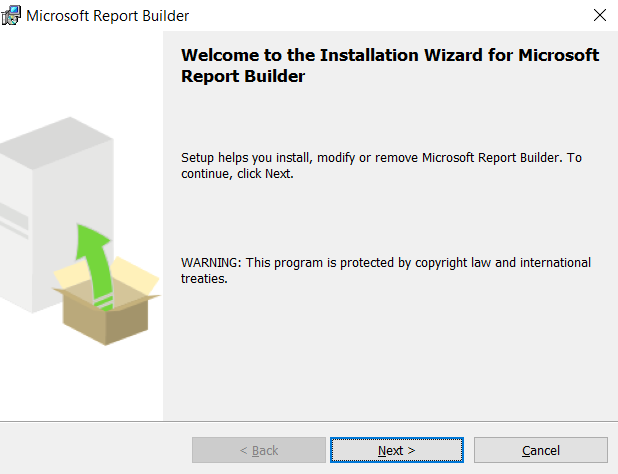 Microsoft Report Builder
Welcome to the Installation Wizard for Microsoft
Report Builder
Setup helps you install, modify or remove Microsoft Report Builder. To
continue, click Next.
WARNING: This program is protected by copyright law and international
treaties.
< Back
Next >
Cancel